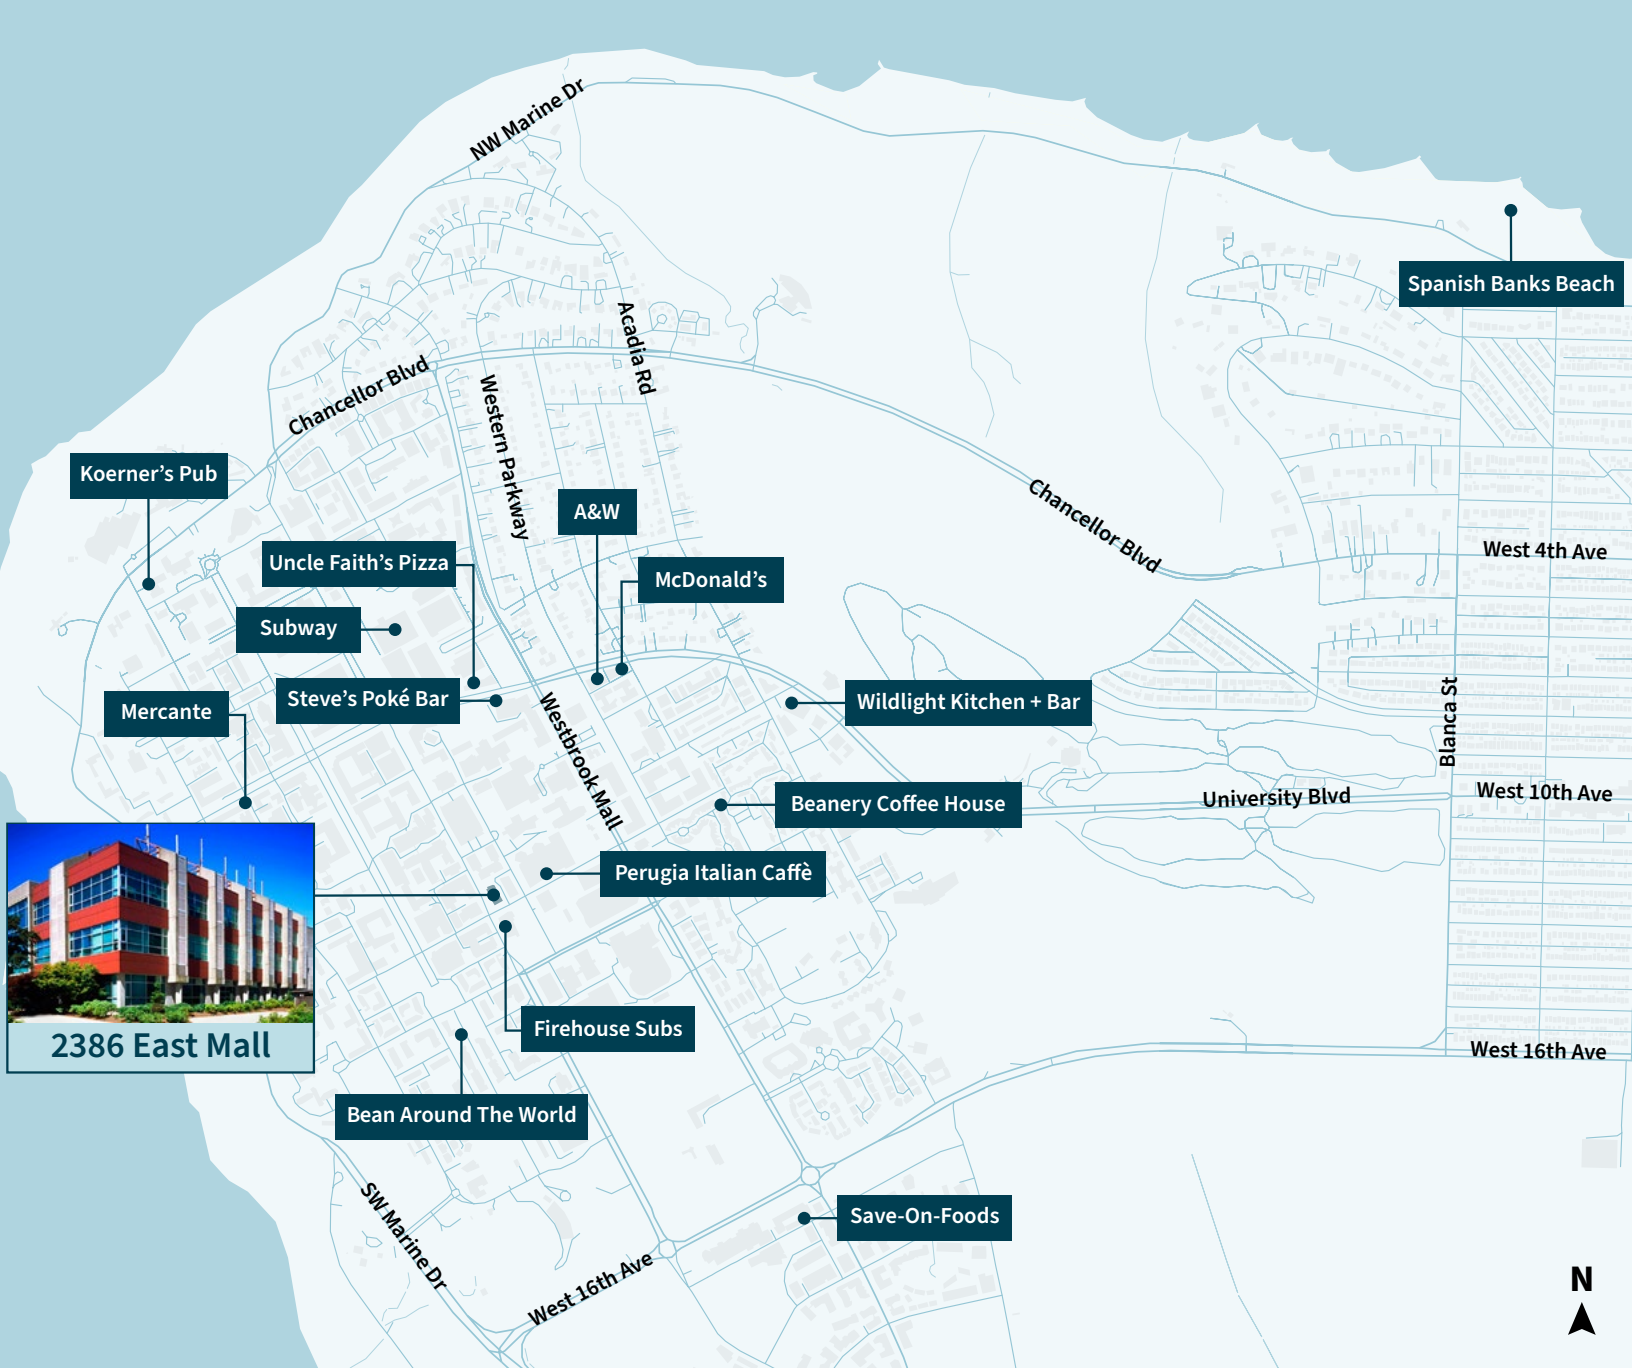 NW Marine Dr
Spanish Banks Beach
Acadia Rd
Chancellor Blvd
Western Parkway
Koerner’s Pub
A&W
Chancellor Blvd
West 4th Ave
Uncle Faith’s Pizza
McDonald’s
Subway
Steve’s Poké Bar
Wildlight Kitchen + Bar
Mercante
Blanca St
Westbrook Mall
University Blvd
West 10th Ave
Beanery Coffee House
Perugia Italian Caffè
2386 East Mall
Firehouse Subs
West 16th Ave
Bean Around The World
SW Marine Dr
Save-On-Foods
West 16th Ave
N